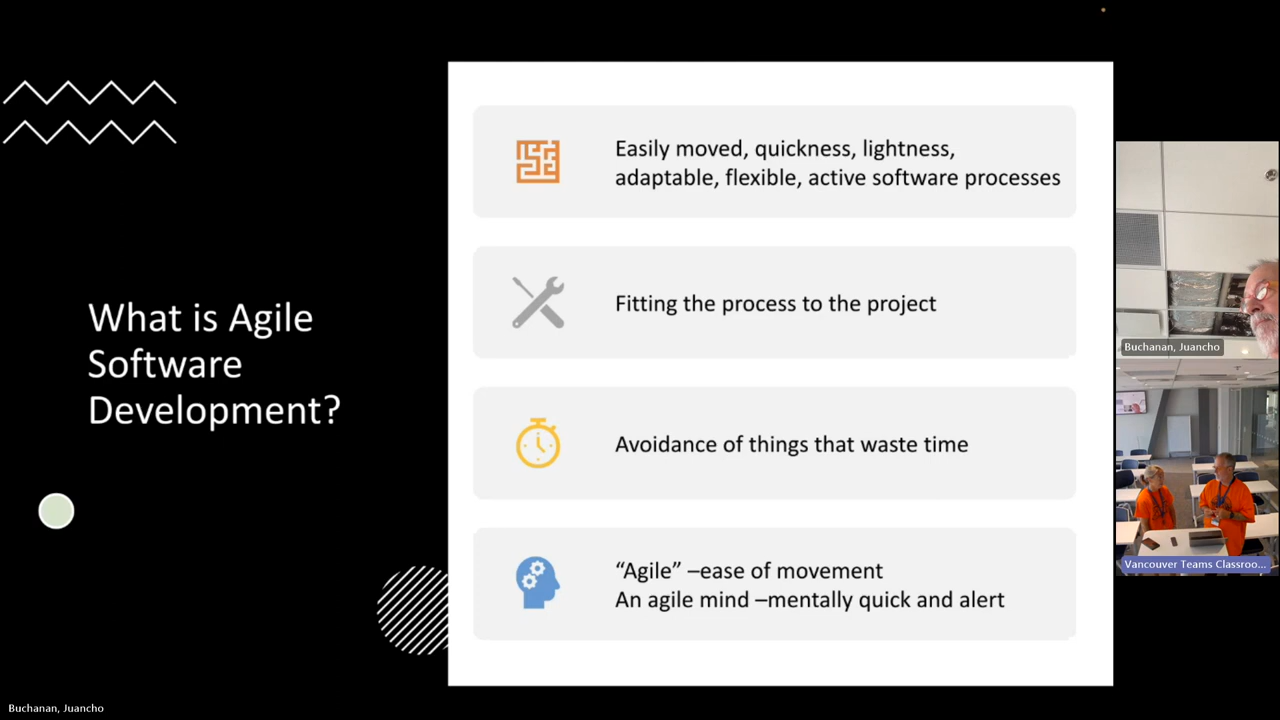 What is Agile
Software
Development?
Easily moved, quickness, lightness,
adaptable, flexible, active software processes
Fitting the process to the project
Avoidance of things that waste time
“Agile” –ease of movement
An agile mind –mentally quick and alert
Buchanan, Juancho
Vancouver Teams Classroo...
Buchanan, Juancho